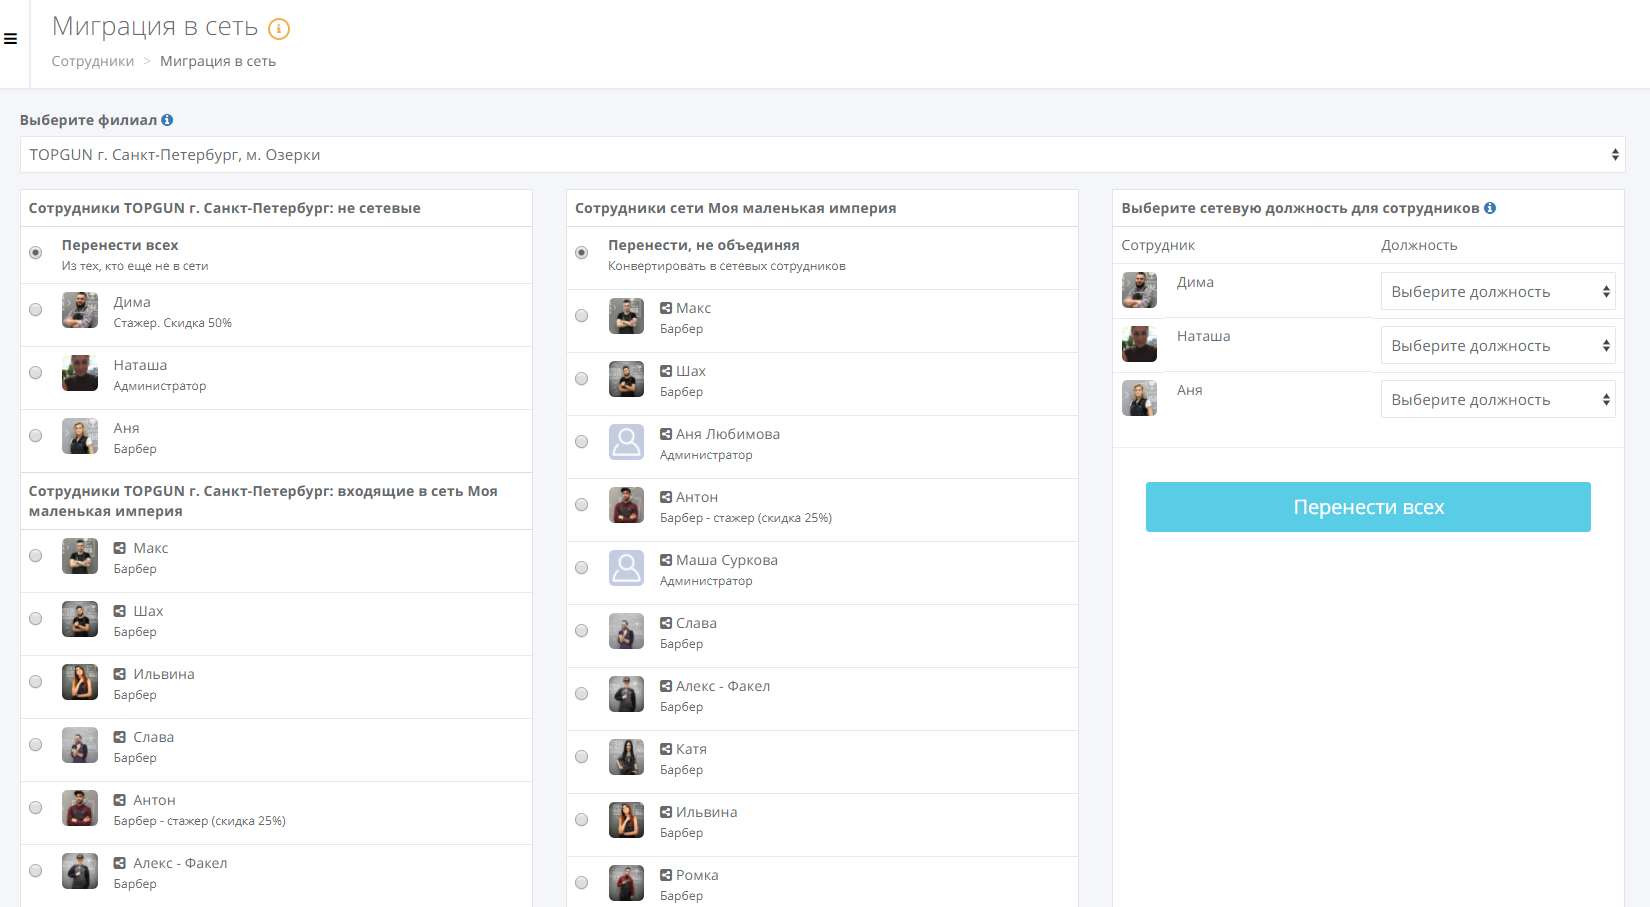 Миграция в сеть
Сотрудники > Миграция в сеть
Выберите филиал
TOPGUN г. Санкт-Петербург, м. Озерки
Сотрудники TOPGUN г. Санкт-Петербург: не сетевые
Перенести всех
Из тех, кто еще не в сети
Дима
Стажер. Скидка 50%
Наташа
Администратор
Аня
Барбер
Сотрудники TOPGUN г. Санкт-Петербург: входящие в сеть Моя
маленькая империя
Макс
Барбер
Шах
Барбер
Ильвина
Барбер
Слава
Барбер
Антон
Барбер - стажер (скидка 25%)
Алекс - Факел
Барбер
Сотрудники сети Моя маленькая империя
Перенести, не объединяя
Конвертировать в сетевых сотрудников
Макс
Барбер
Шах
Барбер
Аня Любимова
Администратор
Антон
Барбер - стажер (скидка 25%)
Маша Суркова
Администратор
Слава
Барбер
Алекс - Факел
Барбер
Катя
Барбер
Ильвина
Барбер
Ромка
Барбер
Выберите сетевую должность для сотрудников
Сотрудник Должность
Дима Выберите должность
Наташа Выберите должность
Аня Выберите должность
Перенести всех